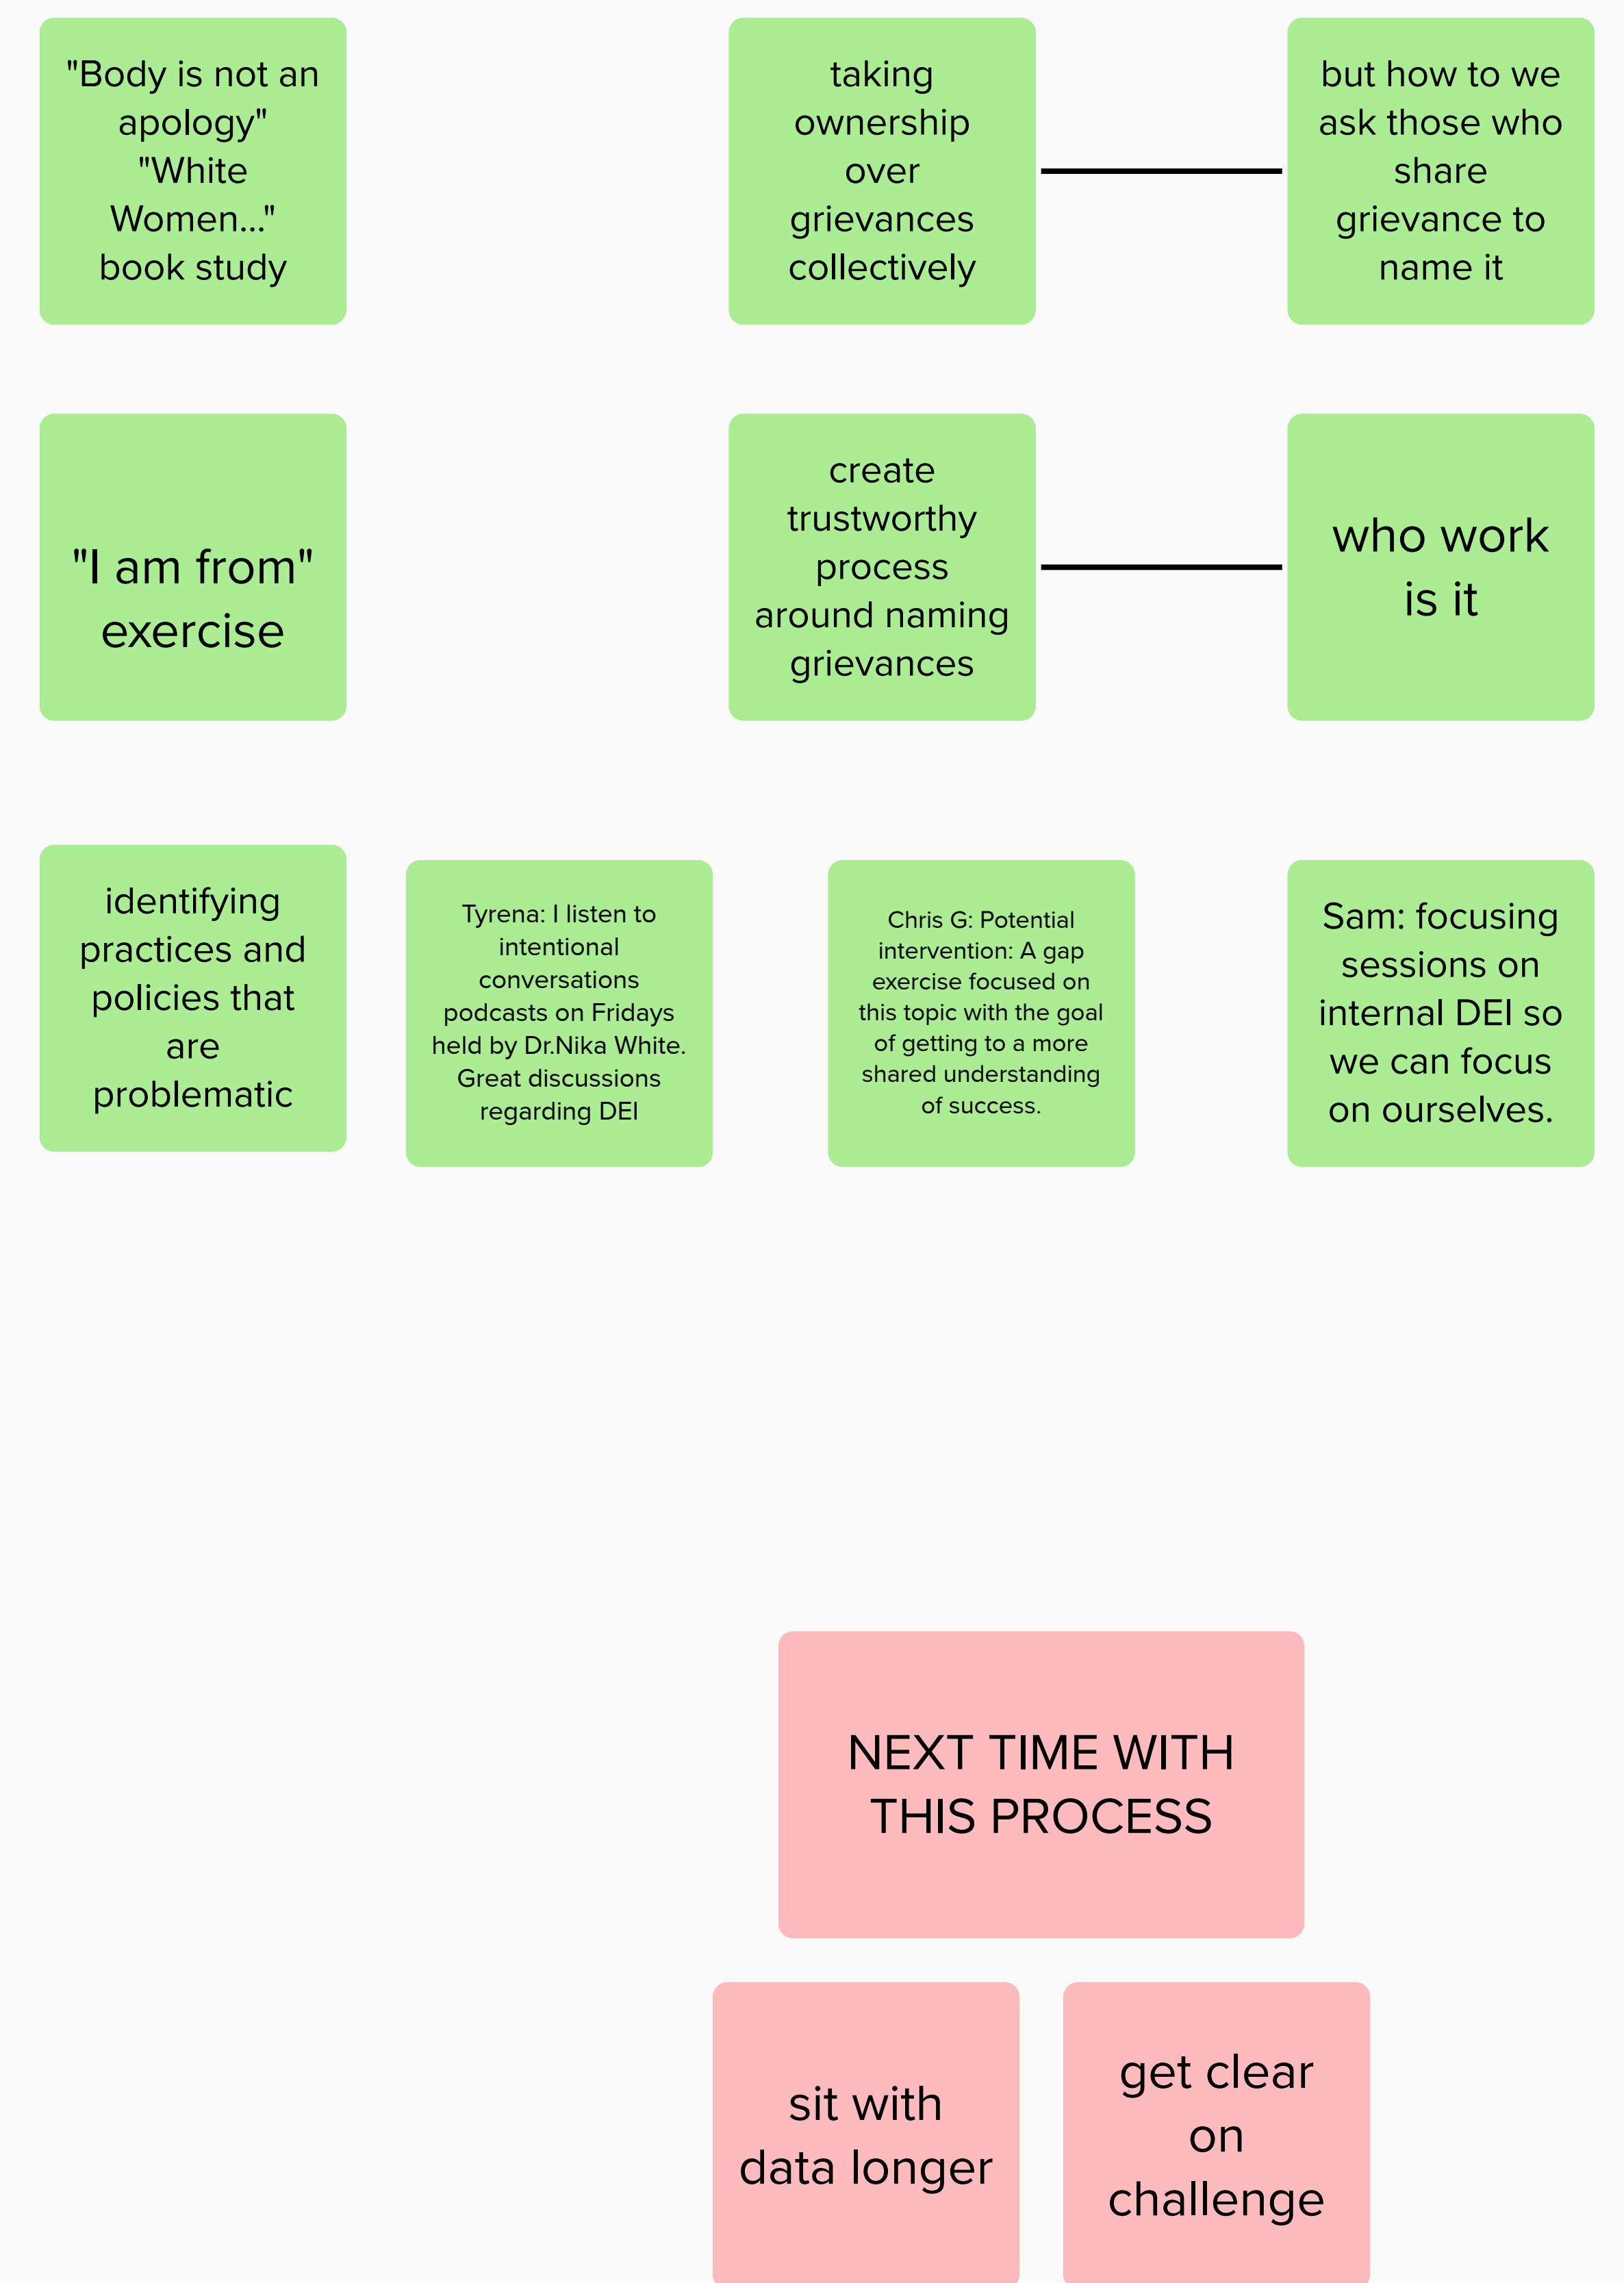 "Body is not an
apology"
"White
Women..."
book study
taking
ownership
over
grievances
collectively
but how to we
ask those who
share
grievance to
name it
"I am from"
exercise
create
trustworthy
process
around naming
grievances
who work
is it
identifying
practices and
policies that
are
problematic
Tyrena: I listen to
intentional
conversations
podcasts on Fridays
held by Dr.Nika White.
Great discussions
regarding DEI
Chris G: Potential
intervention: A gap
exercise focused on
this topic with the goal
of getting to a more
shared understanding
of success.
Sam: focusing
sessions on
internal DEI so
we can focus
on ourselves.
NEXT TIME WITH
THIS PROCESS
sit with
data longer
get clear
on
challenge